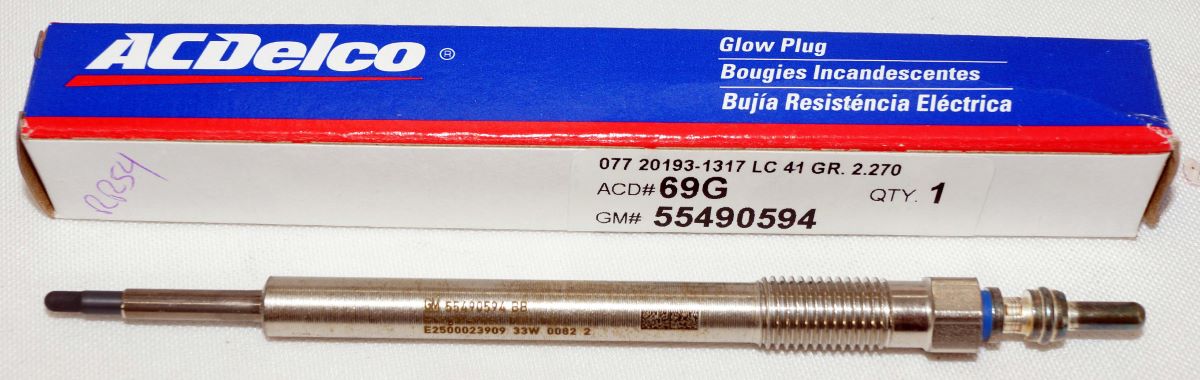 ACDelco ®
Glow Plug
Bougies Incandescentes
Bujía Resisténcia Eléctrica
RR254
077 20193-1317 LC 41 GR. 2.270
ACD# 69G QTY. 1
GM# 55490594
GM 55490594 BB
E2500023909 33W 0082 2